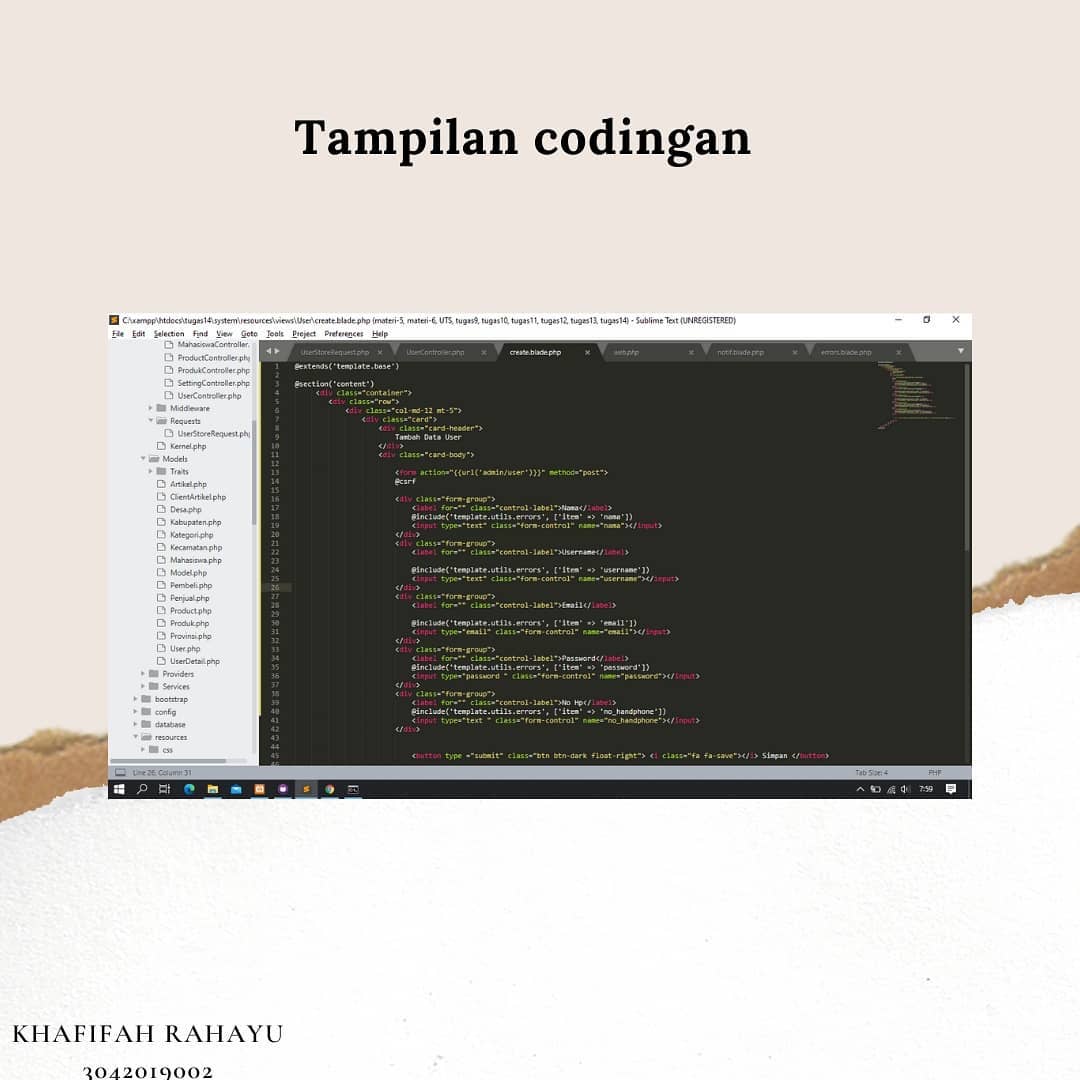 Tampilan codingan
C:\xampp\htdocs\tugas14\system\resources\views\User\create.blade.php (materi-5, materi-6, UTS, tugas9, tugas10, tugas11, tugas12, tugas13, tugas14) - Sublime Text (UNREGISTERED)
File Edit Selection Find View Goto Tools Project Preferences Help
MahasiswaController.
ProductController.php
ProdukController.php
SettingController.php
UserController.php
Middleware
Requests
UserStoreRequest.php
Kernel.php
Models
Traits
Artikel.php
ClientArtikel.php
Desa.php
Kabupaten.php
Kategori.php
Kecamatan.php
Mahasiswa.php
Model.php
Pembeli.php
Penjual.php
Product.php
Produk.php
Provinsi.php
User.php
UserDetail.php
Providers
Services
bootstrap
config
database
resources
css
UserStoreRequest.php UserController.php create.blade.php web.php notif.blade.php errors.blade.php
1 @extends('template.base')
2
3 @section('content')
4 <div class="container">
5 <div class="row">
6 <div class="col-md-12 mt-5">
7 <div class="card">
8 <div class="card-header">
9 Tambah Data User
10 </div>
11 <div class="card-body">
12
13 <form action="{{url('admin/user')}}" method="post">
14 @csrf
15
16 <div class="form-group">
17 <label for="" class="control-label">Nama</label>
18 @include('template.utils.errors', ['item' => 'nama'])
19 <input type="text" class="form-control" name="nama"></input>
20 </div>
21 <div class="form-group">
22 <label for="" class="control-label">Username</label>
23
24 @include('template.utils.errors', ['item' => 'username'])
25 <input type="text" class="form-control" name="username"></input>
26 </div>
27 <div class="form-group">
28 <label for="" class="control-label">Email</label>
29
30 @include('template.utils.errors', ['item' => 'email'])
31 <input type="email" class="form-control" name="email"></input>
32 </div>
33 <div class="form-group">
34 <label for="" class="control-label">Password</label>
35 @include('template.utils.errors', ['item' => 'password'])
36 <input type="password " class="form-control" name="password"></input>
37 </div>
38 <div class="form-group">
39 <label for="" class="control-label">No Hp</label>
40 @include('template.utils.errors', ['item' => 'no_handphone'])
41 <input type="text " class="form-control" name="no_handphone"></input>
42 </div>
43
44
45 <button type ="submit" class="btn btn-dark float-right"> <i class="fa fa-save"></i> Simpan </button>
46
Line 26, Column 31 Tab Size: 4 PHP
7:59
KHAFIFAH RAHAYU
3042019002